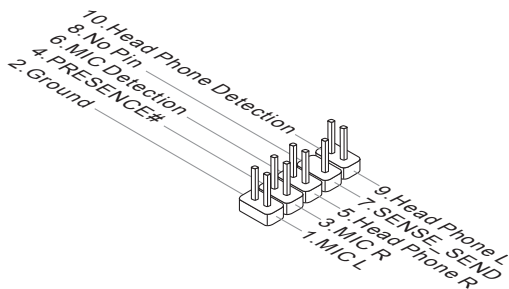 10.Head Phone Detection
8.No Pin
6.MIC Detection
4.PRESENCE#
2.Ground
9.Head Phone L
7.SENSE_SEND
5.Head Phone R
3.MIC R
1.MIC L